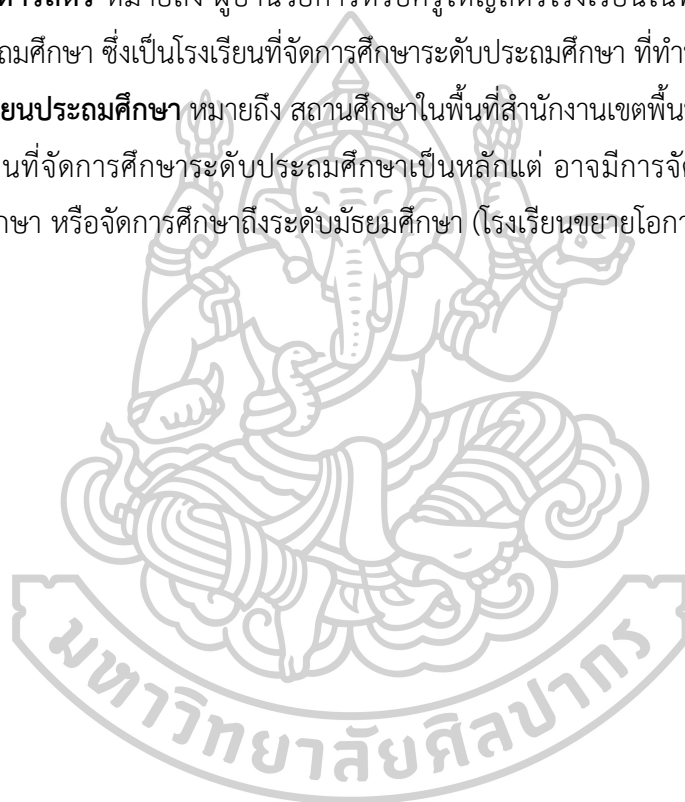 หมายถึง
ถมศึกษา ซึ่งเป็นโรงเรียนที่จัดการศึกษาระดับประถมศึกษา ที่ทำ
ยนประถมศึกษา หมายถึง สถานศึกษาในพื้นที่สำนักงานเขตพื้น
นที่จัดการศึกษาระดับประถมศึกษาเป็นหลักแต่ อาจมีการจัด
กษา หรือจัดการศึกษาถึงระดับมัธยมศึกษา (โรงเรียนขยายโอกา
มหาวิทยาลัยศิลปากร